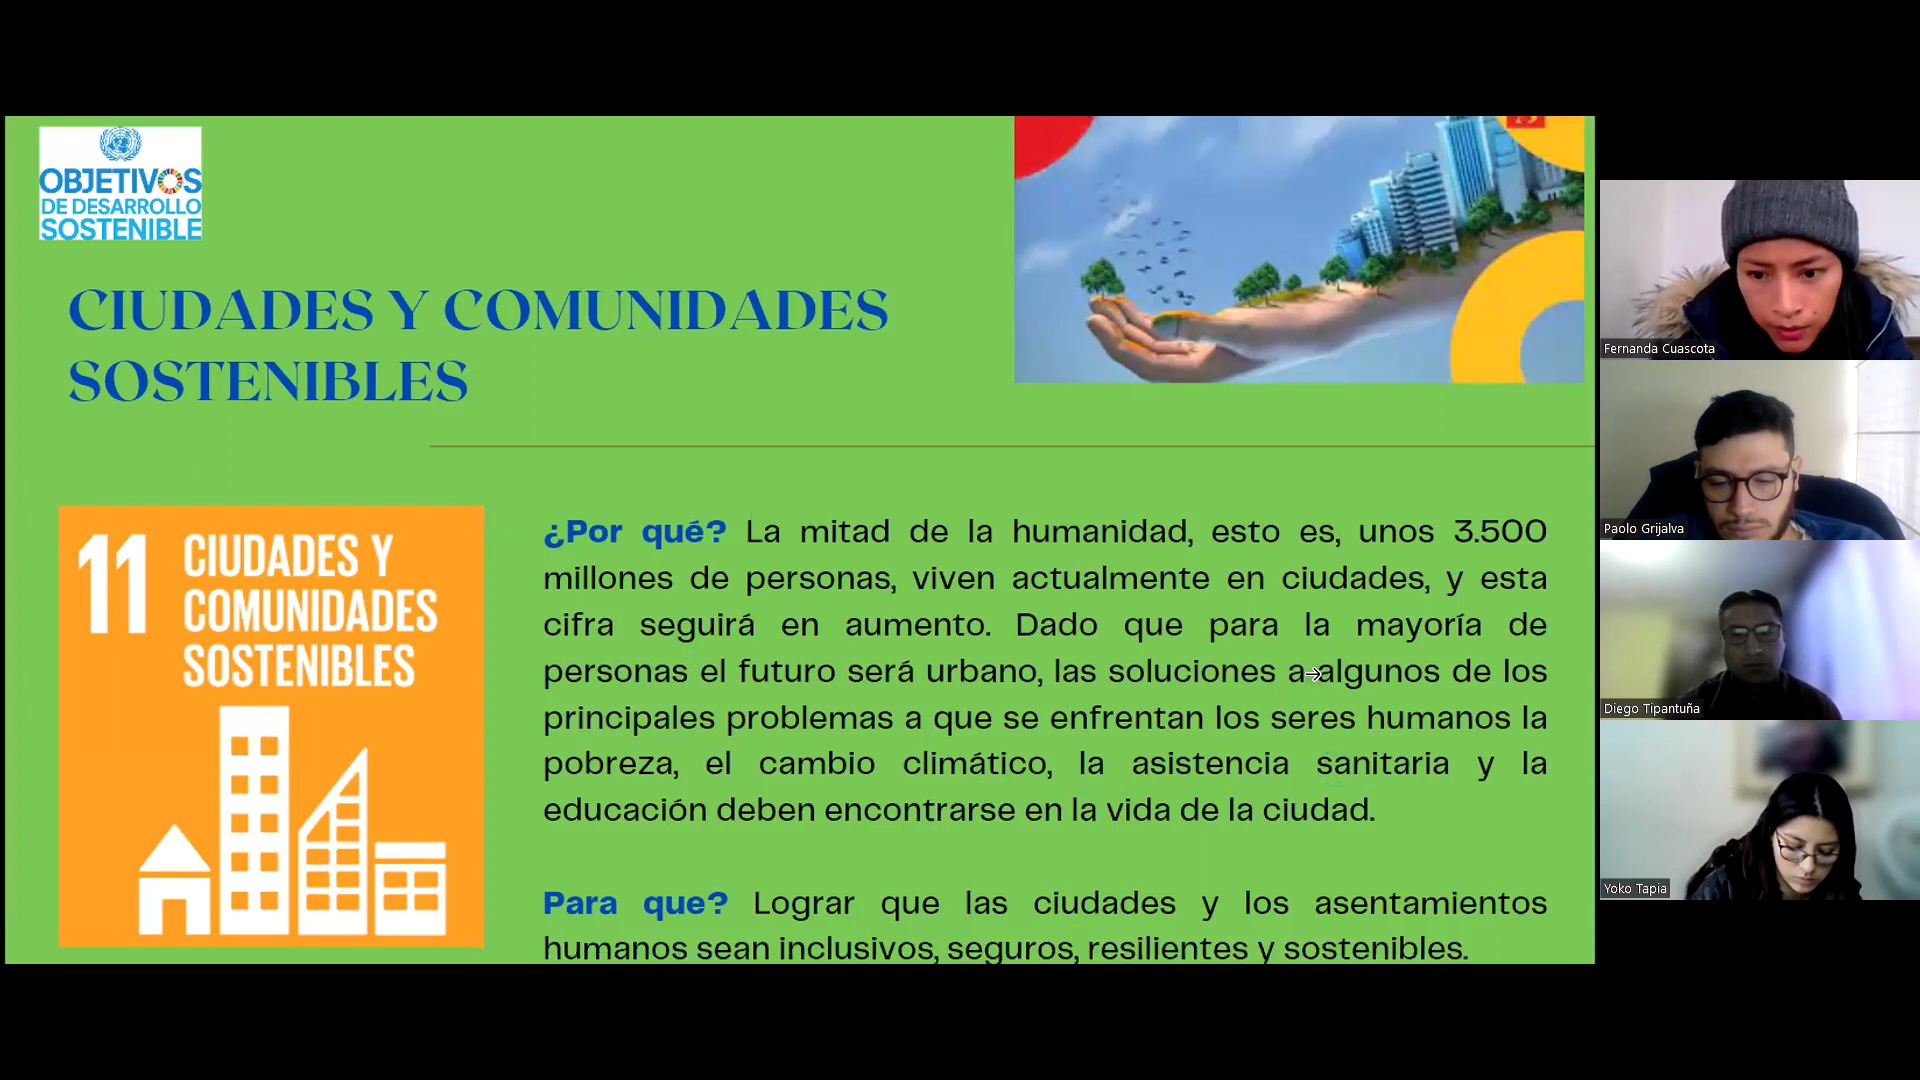 OBJETIVOS
DE DESARROLLO
SOSTENIBLE
CIUDADES Y COMUNIDADES
SOSTENIBLES
11 CIUDADES Y
COMUNIDADES
SOSTENIBLES
¿Por qué? La mitad de la humanidad, esto es, unos 3.500
millones de personas, viven actualmente en ciudades, y esta
cifra seguirá en aumento. Dado que para la mayoría de
personas el futuro será urbano, las soluciones a algunos de los
principales problemas a que se enfrentan los seres humanos la
pobreza, el cambio climático, la asistencia sanitaria y la
educación deben encontrarse en la vida de la ciudad.
Para que? Lograr que las ciudades y los asentamientos
humanos sean inclusivos, seguros, resilientes y sostenibles.
Fernanda Cuascota
Paolo Grijalva
Diego Tipantuña
Yoko Tapia